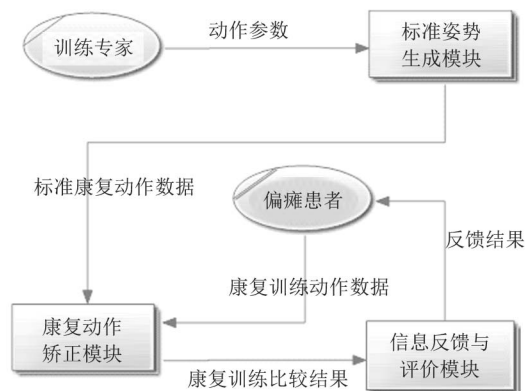 训练专家
动作参数
标准姿势
生成模块
标准康复动作数据
偏瘫患者
反馈结果
康复训练动作数据
康复动作
矫正模块
信息反馈与
评价模块
康复训练比较结果